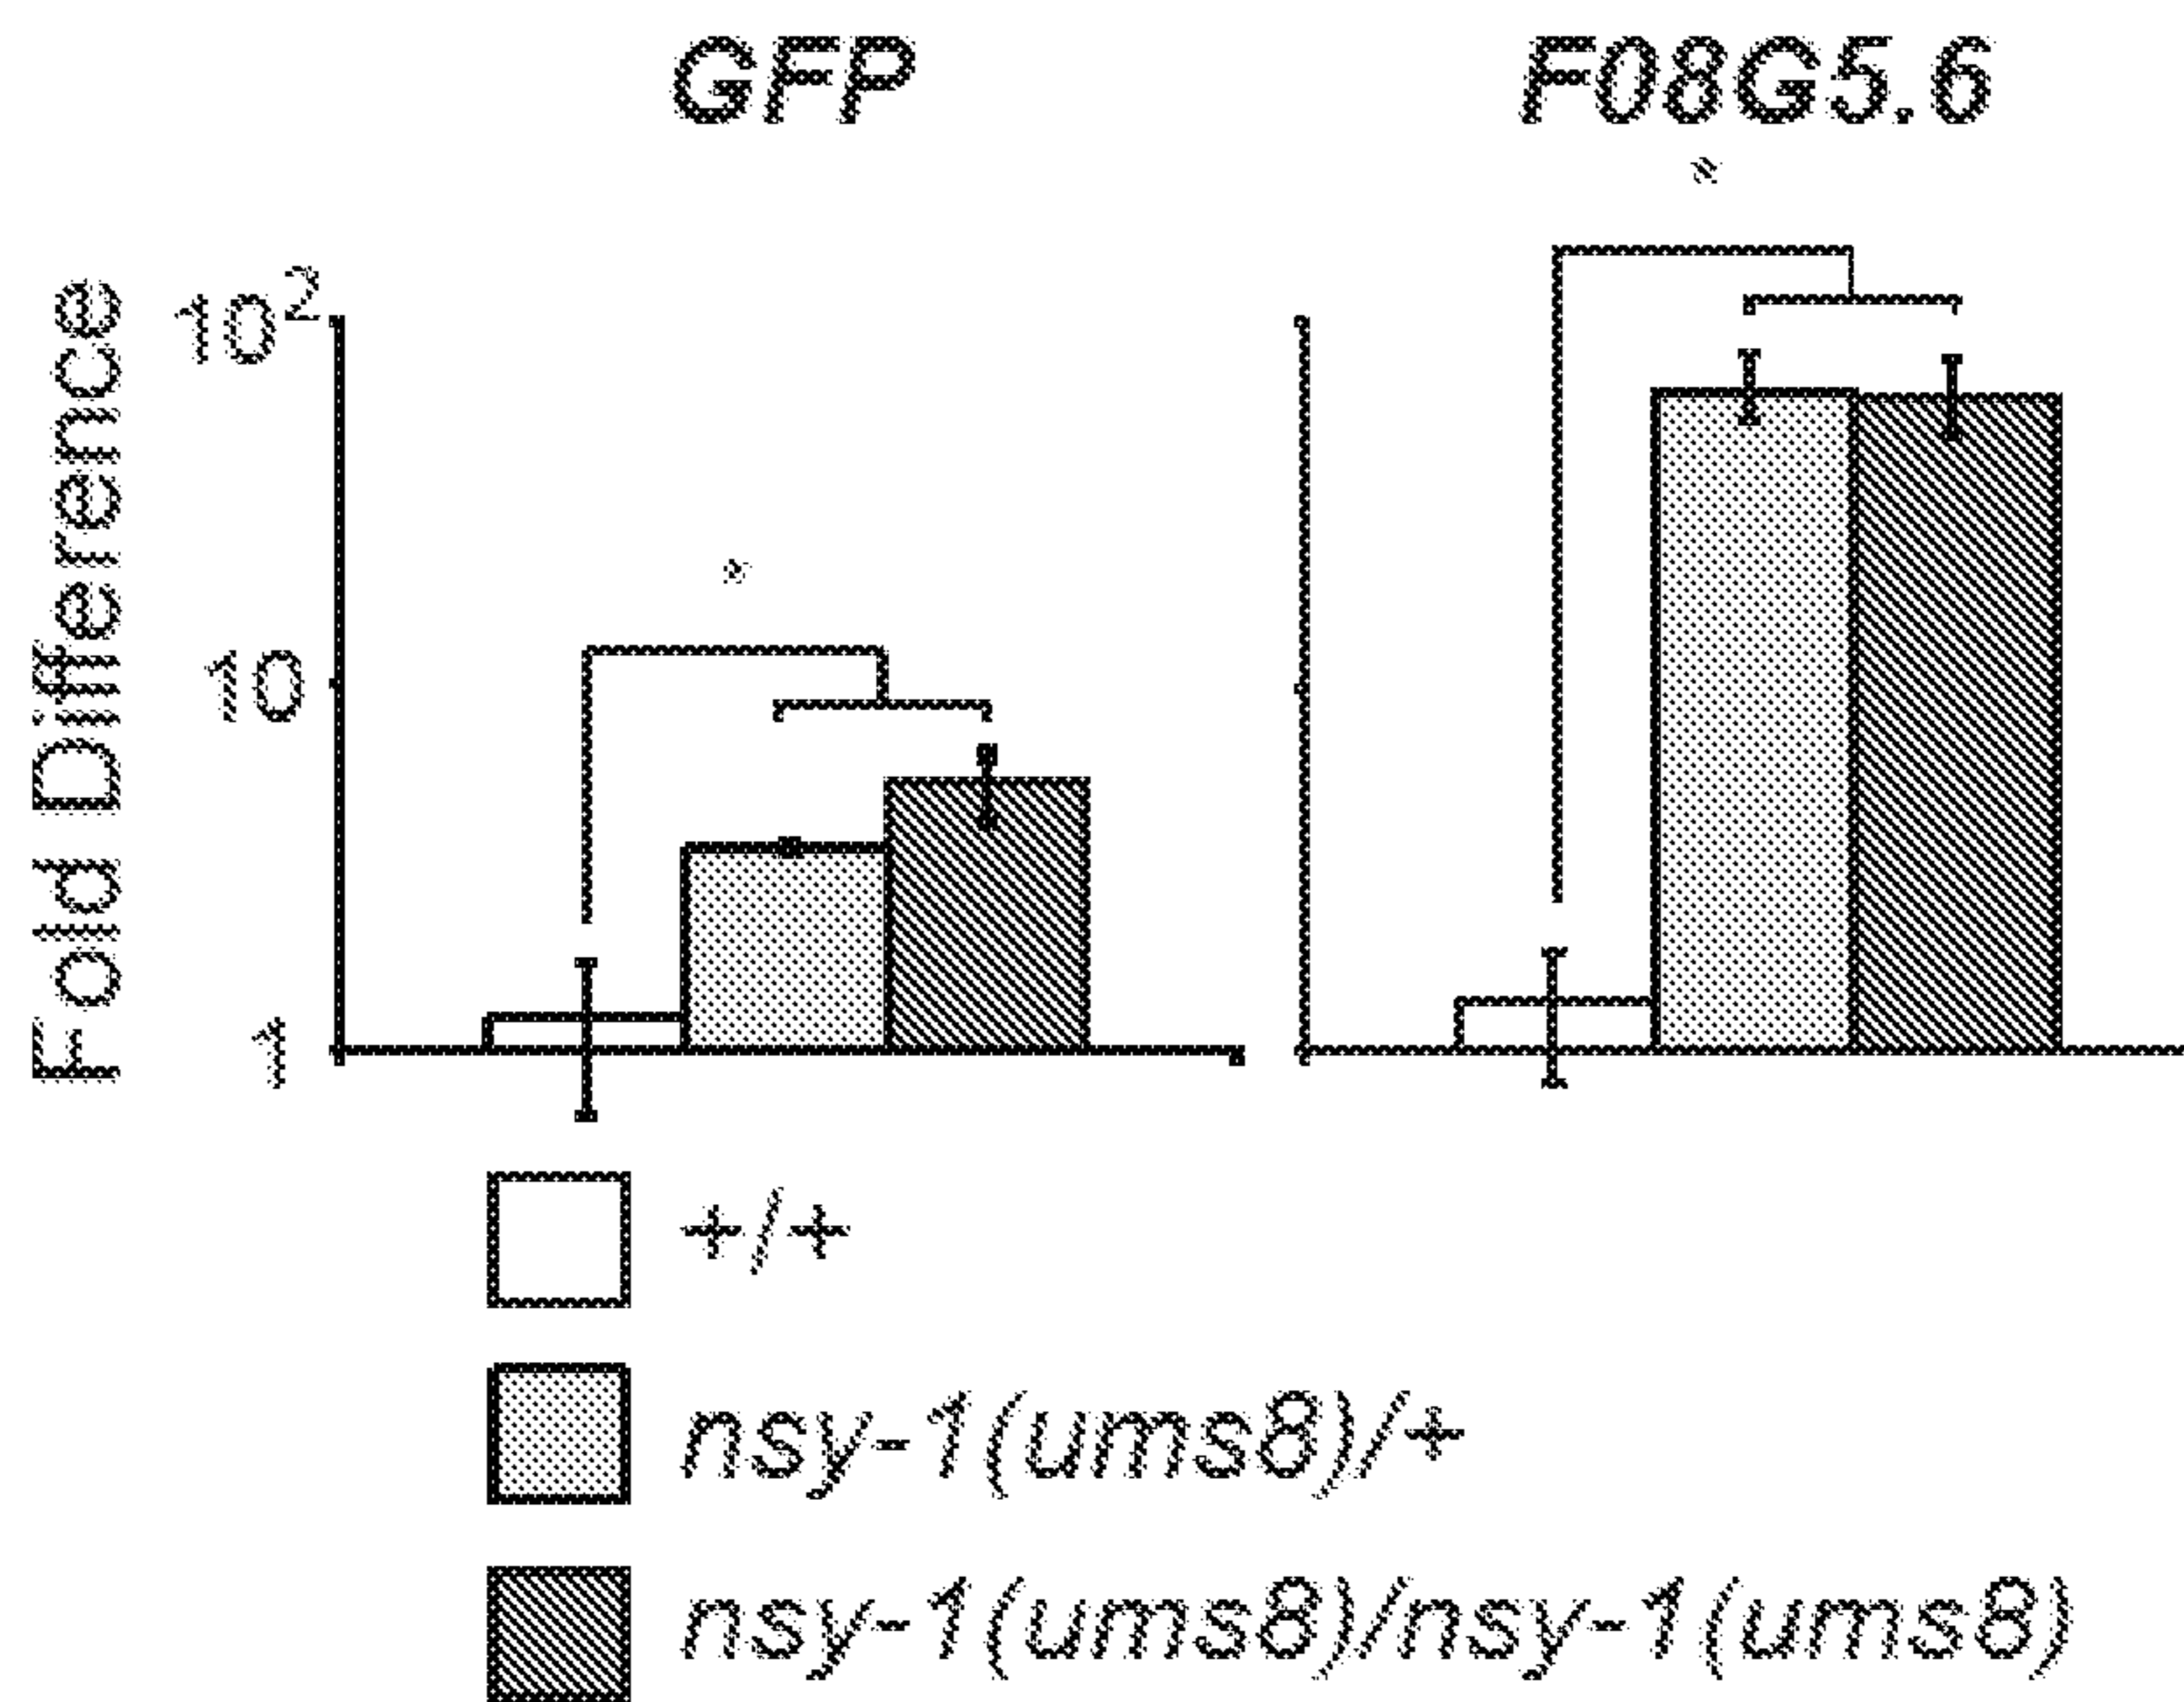 GFP F08G5.6
* *
Fold Difference
10²
10
1
+/+
nsy-1(ums8)/+
nsy-1(ums8)/nsy-1(ums8)